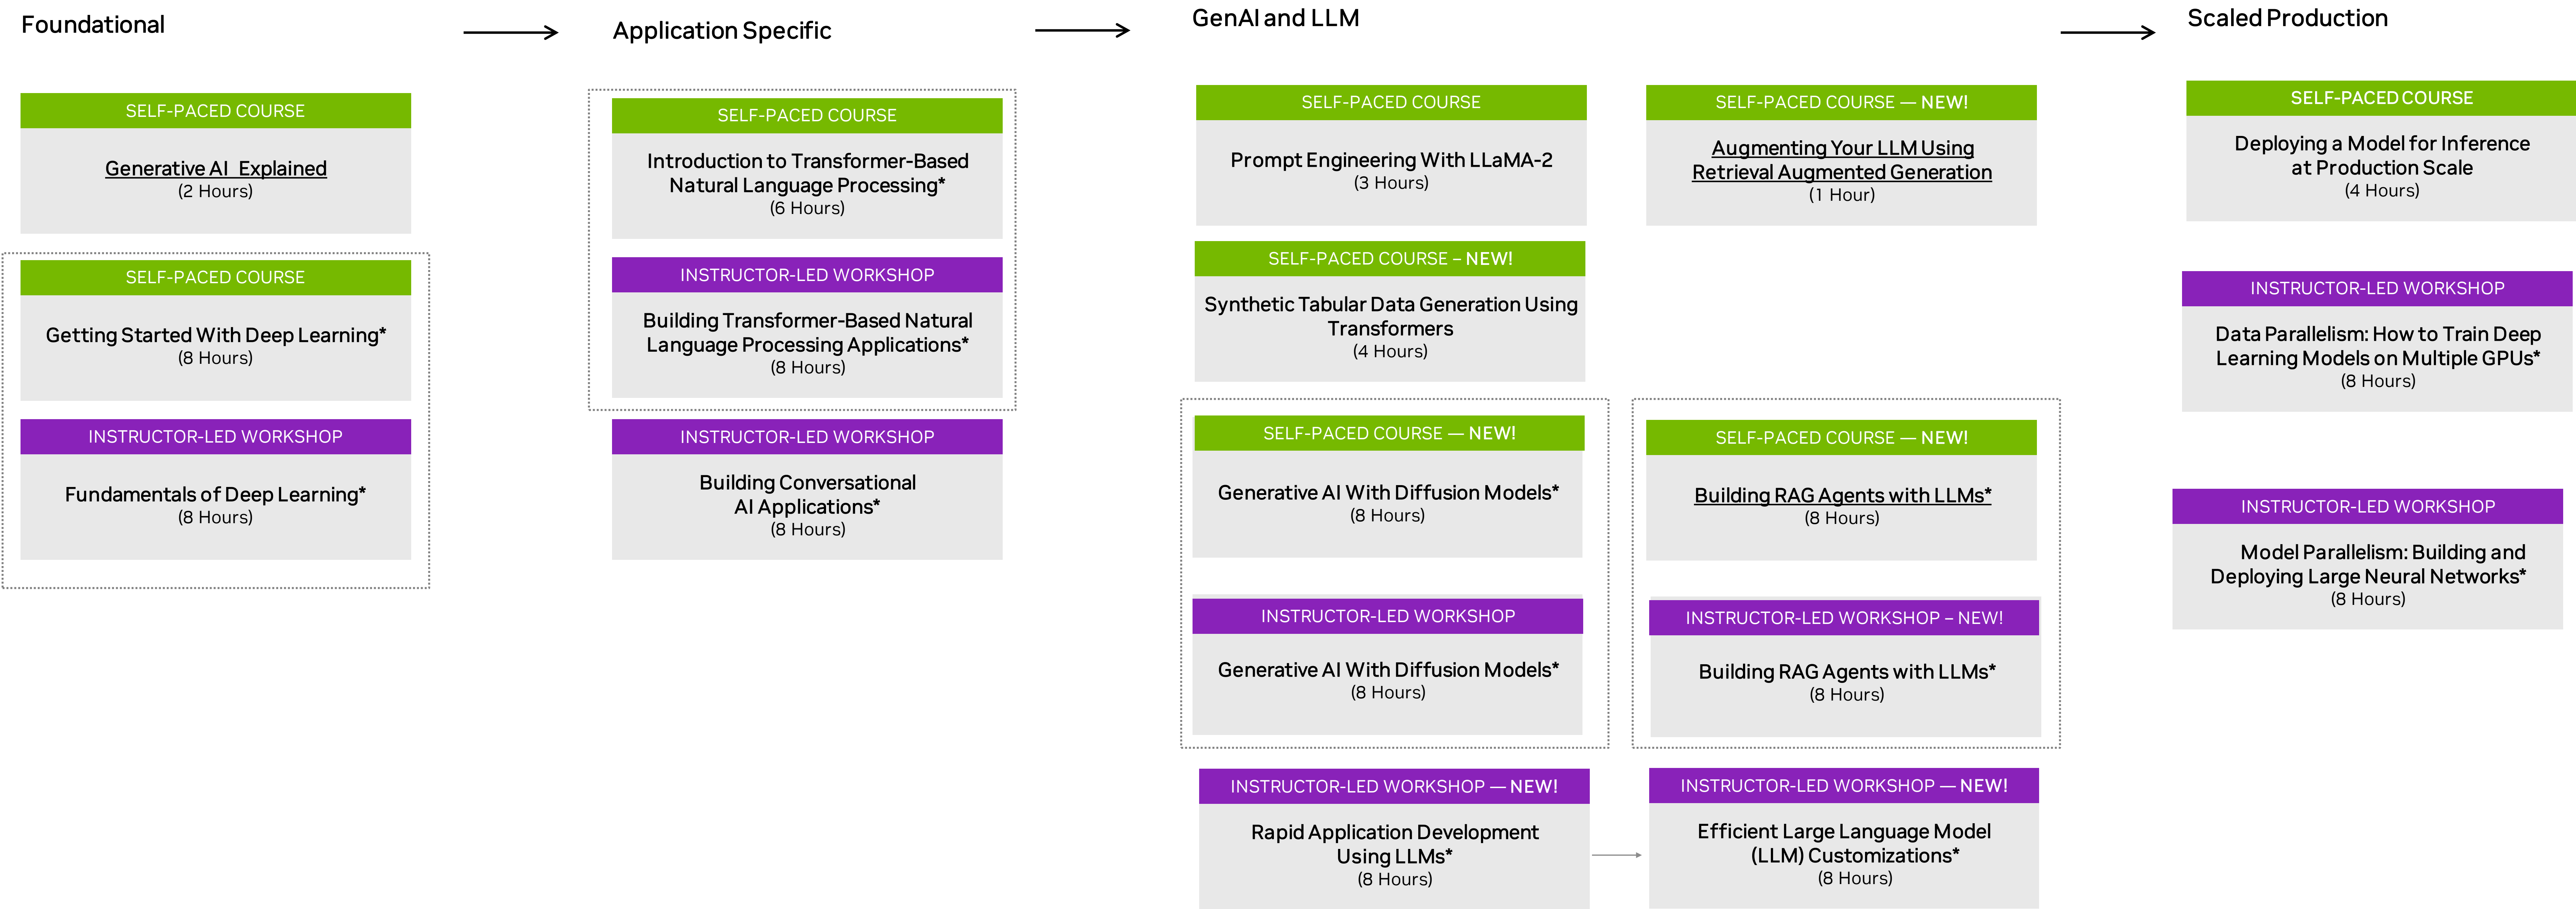 Foundational
SELF-PACED COURSE
Generative AI Explained
(2 Hours)
SELF-PACED COURSE
Getting Started With Deep Learning*
(8 Hours)
INSTRUCTOR-LED WORKSHOP
Fundamentals of Deep Learning*
(8 Hours)
Application Specific
SELF-PACED COURSE
Introduction to Transformer-Based
Natural Language Processing*
(6 Hours)
INSTRUCTOR-LED WORKSHOP
Building Transformer-Based Natural
Language Processing Applications*
(8 Hours)
INSTRUCTOR-LED WORKSHOP
Building Conversational
AI Applications*
(8 Hours)
GenAI and LLM
SELF-PACED COURSE
Prompt Engineering With LLaMA-2
(3 Hours)
SELF-PACED COURSE – NEW!
Synthetic Tabular Data Generation Using
Transformers
(4 Hours)
SELF-PACED COURSE — NEW!
Generative AI With Diffusion Models*
(8 Hours)
INSTRUCTOR-LED WORKSHOP
Generative AI With Diffusion Models*
(8 Hours)
INSTRUCTOR-LED WORKSHOP — NEW!
Rapid Application Development
Using LLMs*
(8 Hours)
SELF-PACED COURSE — NEW!
Augmenting Your LLM Using
Retrieval Augmented Generation
(1 Hour)
SELF-PACED COURSE — NEW!
Building RAG Agents with LLMs*
(8 Hours)
INSTRUCTOR-LED WORKSHOP – NEW!
Building RAG Agents with LLMs*
(8 Hours)
INSTRUCTOR-LED WORKSHOP — NEW!
Efficient Large Language Model
(LLM) Customizations*
(8 Hours)
Scaled Production
SELF-PACED COURSE
Deploying a Model for Inference
at Production Scale
(4 Hours)
INSTRUCTOR-LED WORKSHOP
Data Parallelism: How to Train Deep
Learning Models on Multiple GPUs*
(8 Hours)
INSTRUCTOR-LED WORKSHOP
Model Parallelism: Building and
Deploying Large Neural Networks*
(8 Hours)